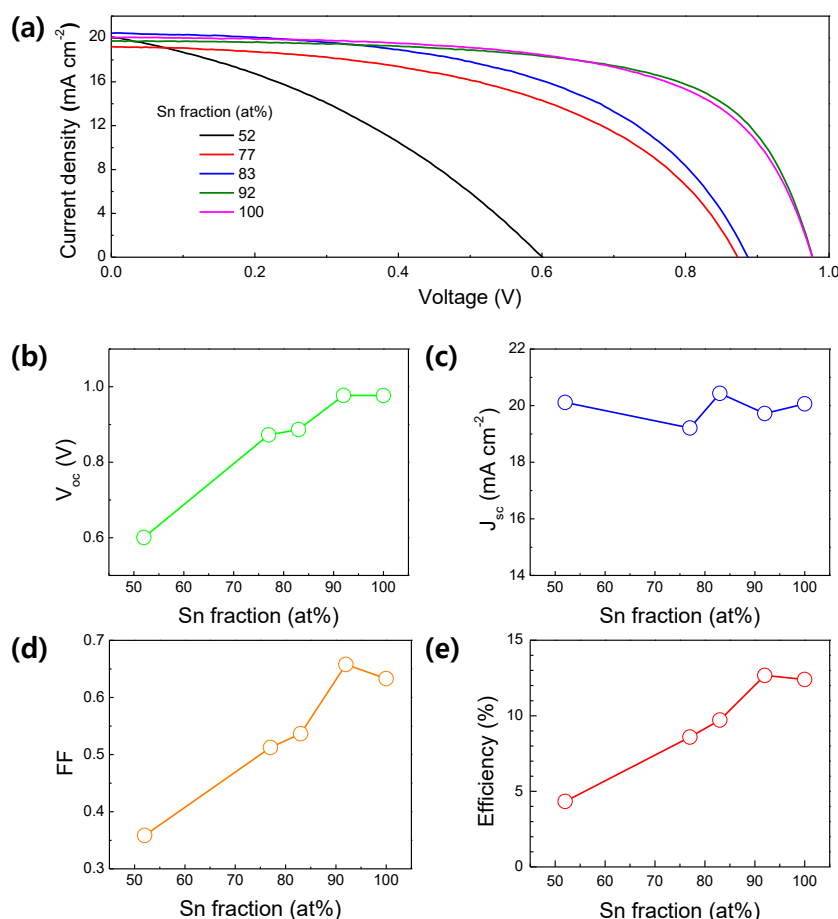 (a)
Current density (mA cm⁻²)
20
16
12
8
4
0
Sn fraction (at%)
52
77
83
92
100
0.0 0.2 0.4 0.6 0.8 1.0
Voltage (V)
(b)
V_oc (V)
1.0
0.8
0.6
50 60 70 80 90 100
Sn fraction (at%)
(c)
J_sc (mA cm⁻²)
22
20
18
16
14
50 60 70 80 90 100
Sn fraction (at%)
(d)
FF
0.7
0.6
0.5
0.4
0.3
50 60 70 80 90 100
Sn fraction (at%)
(e)
Efficiency (%)
15
10
5
0
50 60 70 80 90 100
Sn fraction (at%)